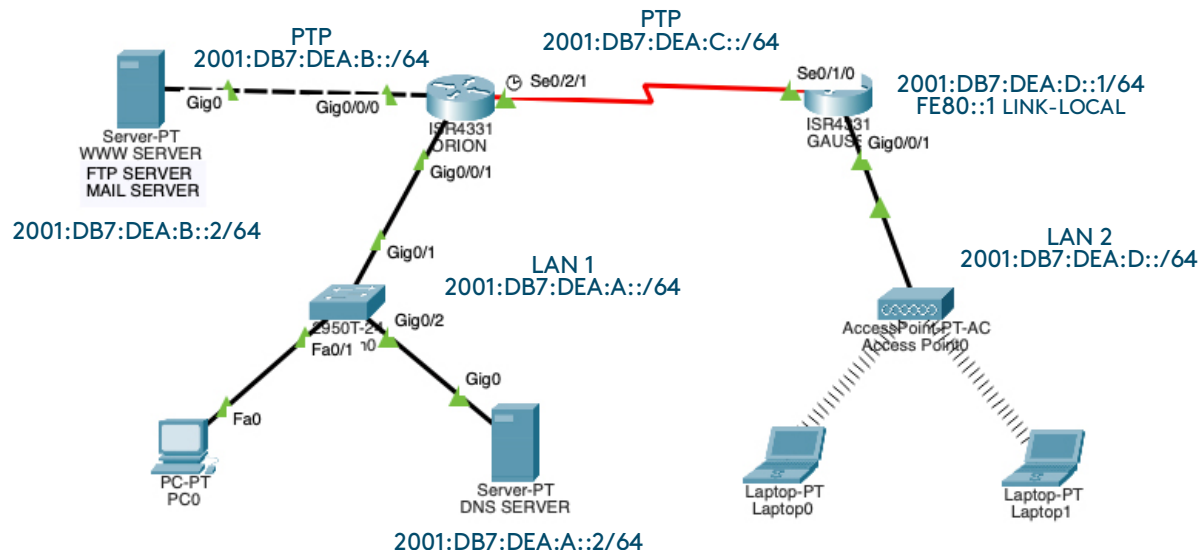 PTP
2001:DB7:DEA:B::/64
PTP
2001:DB7:DEA:C::/64
Gig0
Gig0/0/0
Se0/2/1
Se0/1/0
2001:DB7:DEA:D::1/64
FE80::1 LINK-LOCAL
Server-PT
WWW SERVER
FTP SERVER
MAIL SERVER
2001:DB7:DEA:B::2/64
ISR4331
ORION
Gig0/0/1
ISR4331
Gig0/0/1
Gig0/1
LAN 1
2001:DB7:DEA:A::/64
LAN 2
2001:DB7:DEA:D::/64
Gig0/2
Fa0/1
Gig0
Fa0
AccessPoint-PT-AC
Access Point0
PC-PT
PC0
Server-PT
DNS SERVER
2001:DB7:DEA:A::2/64
Laptop-PT
Laptop0
Laptop-PT
Laptop1